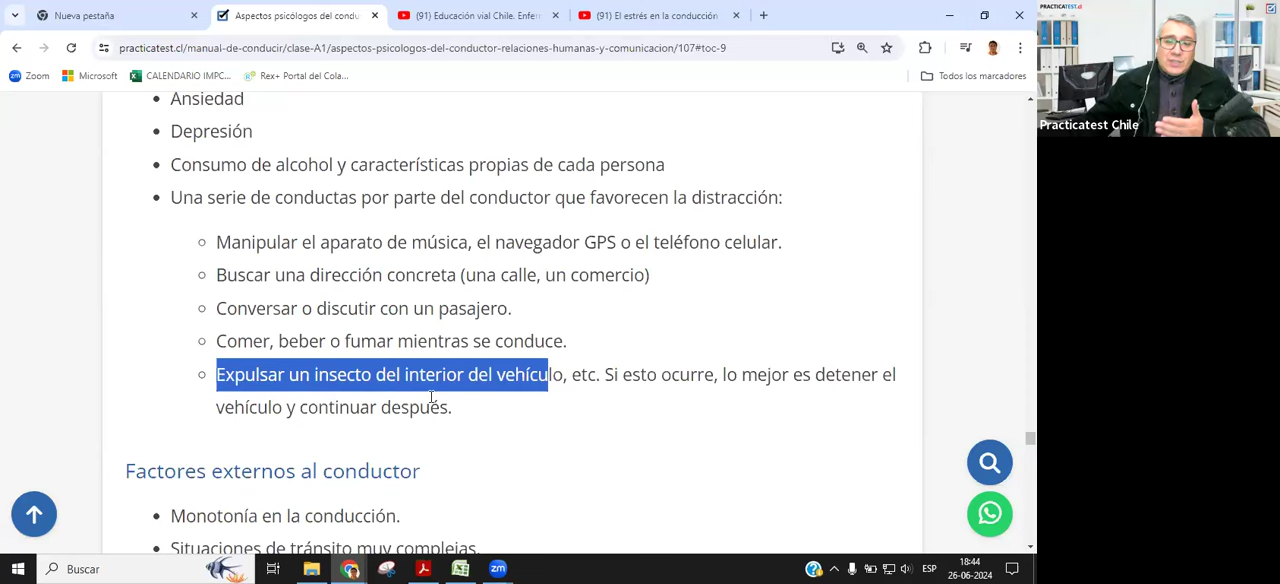 Nueva pestaña
Aspectos psicologos del con
(91) Educación vial Chile&nter
(91) El estrés en la conducción
practicatest.cl/manual-de-conducir/clase-A1/aspectos-psicologos-del-conductor-relaciones-humanas-y-comunicacion/107#toc-9
Zoom
Microsoft
CALENDARIO IMPC...
Rex+ Portal del Cola...
Todos los marcadores
PRACTICATEST.cl
Practicatest Chile
Ansiedad
Depresión
Consumo de alcohol y características propias de cada persona
Una serie de conductas por parte del conductor que favorecen la distracción:
Manipular el aparato de música, el navegador GPS o el teléfono celular.
Buscar una dirección concreta (una calle, un comercio)
Conversar o discutir con un pasajero.
Comer, beber o fumar mientras se conduce.
Expulsar un insecto del interior del vehículo, etc. Si esto ocurre, lo mejor es detener el
vehículo y continuar después.
Factores externos al conductor
Monotonía en la conducción.
Situaciones
muy complejas.
Buscar
zm
ESP
18:44
26-06-2024